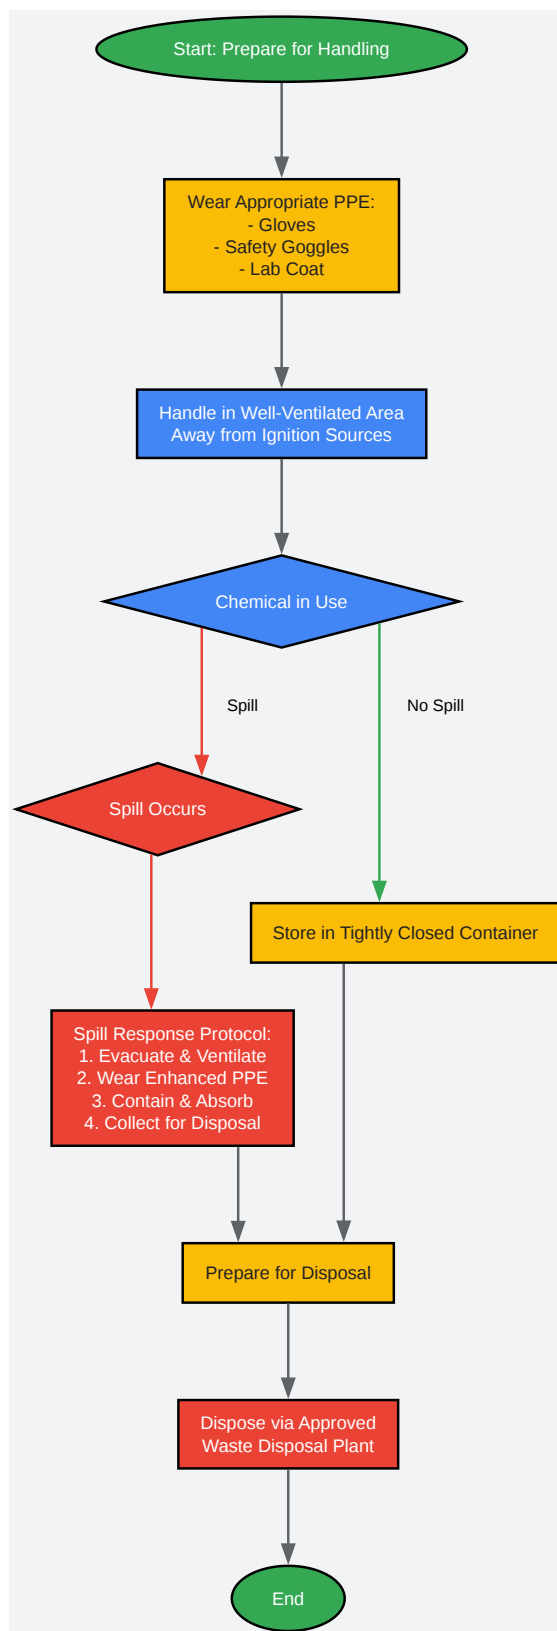 Start: Prepare for Handling
Wear Appropriate PPE:
- Gloves
- Safety Goggles
- Lab Coat
Handle in Well-Ventilated Area
Away from Ignition Sources
Chemical in Use
Spill
No Spill
Spill Occurs
Store in Tightly Closed Container
Spill Response Protocol:
1. Evacuate & Ventilate
2. Wear Enhanced PPE
3. Contain & Absorb
4. Collect for Disposal
Prepare for Disposal
Dispose via Approved
Waste Disposal Plant
End